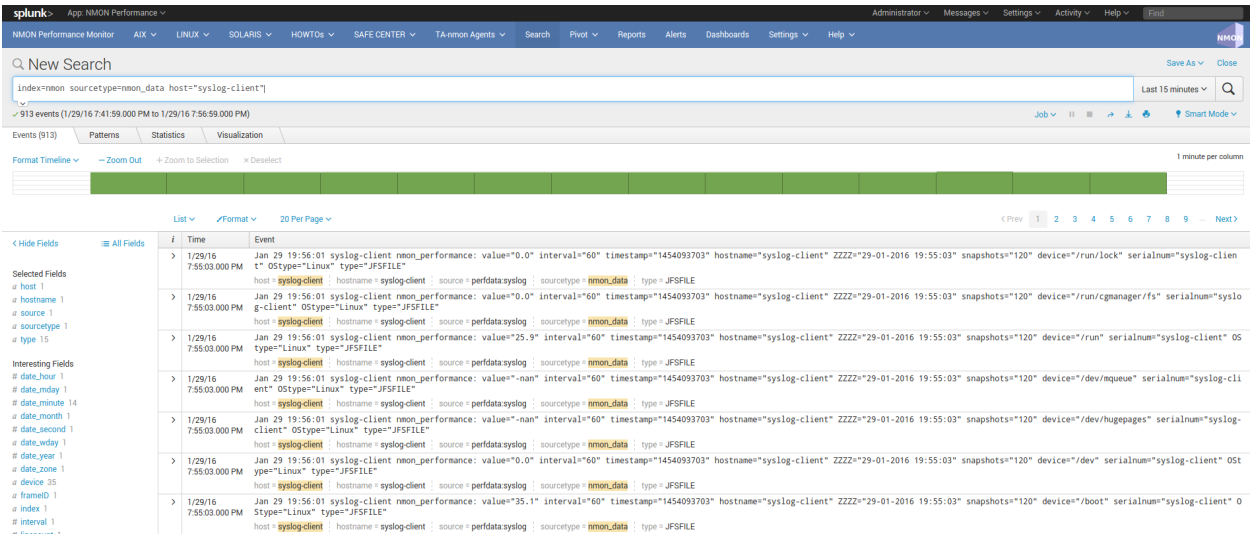 splunk> App: NMON Performance Administrator Messages Settings Activity Help Find
NMON Performance Monitor AIX LINUX SOLARIS HOWTOs SAFE CENTER TA-nmon Agents Search Pivot Reports Alerts Dashboards Settings Help NMON
New Search Save As Close
index=nmon sourcetype=nmon_data host="syslog-client" Last 15 minutes
913 events (1/29/16 7:41:59.000 PM to 1/29/16 7:56:59.000 PM) Job Smart Mode
Events (913) Patterns Statistics Visualization
Format Timeline — Zoom Out + Zoom to Selection × Deselect 1 minute per column
List Format 20 Per Page < Prev 1 2 3 4 5 6 7 8 9 ... Next >
< Hide Fields All Fields i Time Event
Selected Fields
a host 1
a hostname 1
a source 1
a sourcetype 1
a type 15
Interesting Fields
# date_hour 1
# date_mday 1
# date_minute 14
a date_month 1
# date_second 1
a date_wday 1
# date_year 1
a date_zone 1
a device 35
a frameID 1
a index 1
# interval 1
# linecount 1
> 1/29/16 Jan 29 19:56:01 syslog-client nmon_performance: value="0.0" interval="60" timestamp="1454093703" hostname="syslog-client" ZZZZ="29-01-2016 19:55:03" snapshots="120" device="/run/lock" serialnum="syslog-clien
7:55:03.000 PM t" OStype="Linux" type="JFSFILE"
host = syslog-client hostname = syslog-client source = perfdata:syslog sourcetype = nmon_data type = JFSFILE
> 1/29/16 Jan 29 19:56:01 syslog-client nmon_performance: value="0.0" interval="60" timestamp="1454093703" hostname="syslog-client" ZZZZ="29-01-2016 19:55:03" snapshots="120" device="/run/cgmanager/fs" serialnum="syslo
7:55:03.000 PM g-client" OStype="Linux" type="JFSFILE"
host = syslog-client hostname = syslog-client source = perfdata:syslog sourcetype = nmon_data type = JFSFILE
> 1/29/16 Jan 29 19:56:01 syslog-client nmon_performance: value="25.9" interval="60" timestamp="1454093703" hostname="syslog-client" ZZZZ="29-01-2016 19:55:03" snapshots="120" device="/run" serialnum="syslog-client" OS
7:55:03.000 PM type="Linux" type="JFSFILE"
host = syslog-client hostname = syslog-client source = perfdata:syslog sourcetype = nmon_data type = JFSFILE
> 1/29/16 Jan 29 19:56:01 syslog-client nmon_performance: value="-nan" interval="60" timestamp="1454093703" hostname="syslog-client" ZZZZ="29-01-2016 19:55:03" snapshots="120" device="/dev/mqueue" serialnum="syslog-cli
7:55:03.000 PM ent" OStype="Linux" type="JFSFILE"
host = syslog-client hostname = syslog-client source = perfdata:syslog sourcetype = nmon_data type = JFSFILE
> 1/29/16 Jan 29 19:56:01 syslog-client nmon_performance: value="-nan" interval="60" timestamp="1454093703" hostname="syslog-client" ZZZZ="29-01-2016 19:55:03" snapshots="120" device="/dev/hugepages" serialnum="syslog-
7:55:03.000 PM client" OStype="Linux" type="JFSFILE"
host = syslog-client hostname = syslog-client source = perfdata:syslog sourcetype = nmon_data type = JFSFILE
> 1/29/16 Jan 29 19:56:01 syslog-client nmon_performance: value="0.0" interval="60" timestamp="1454093703" hostname="syslog-client" ZZZZ="29-01-2016 19:55:03" snapshots="120" device="/dev" serialnum="syslog-client" OSt
7:55:03.000 PM ype="Linux" type="JFSFILE"
host = syslog-client hostname = syslog-client source = perfdata:syslog sourcetype = nmon_data type = JFSFILE
> 1/29/16 Jan 29 19:56:01 syslog-client nmon_performance: value="35.1" interval="60" timestamp="1454093703" hostname="syslog-client" ZZZZ="29-01-2016 19:55:03" snapshots="120" device="/boot" serialnum="syslog-client" O
7:55:03.000 PM Stype="Linux" type="JFSFILE"
host = syslog-client hostname = syslog-client source = perfdata:syslog sourcetype = nmon_data type = JFSFILE